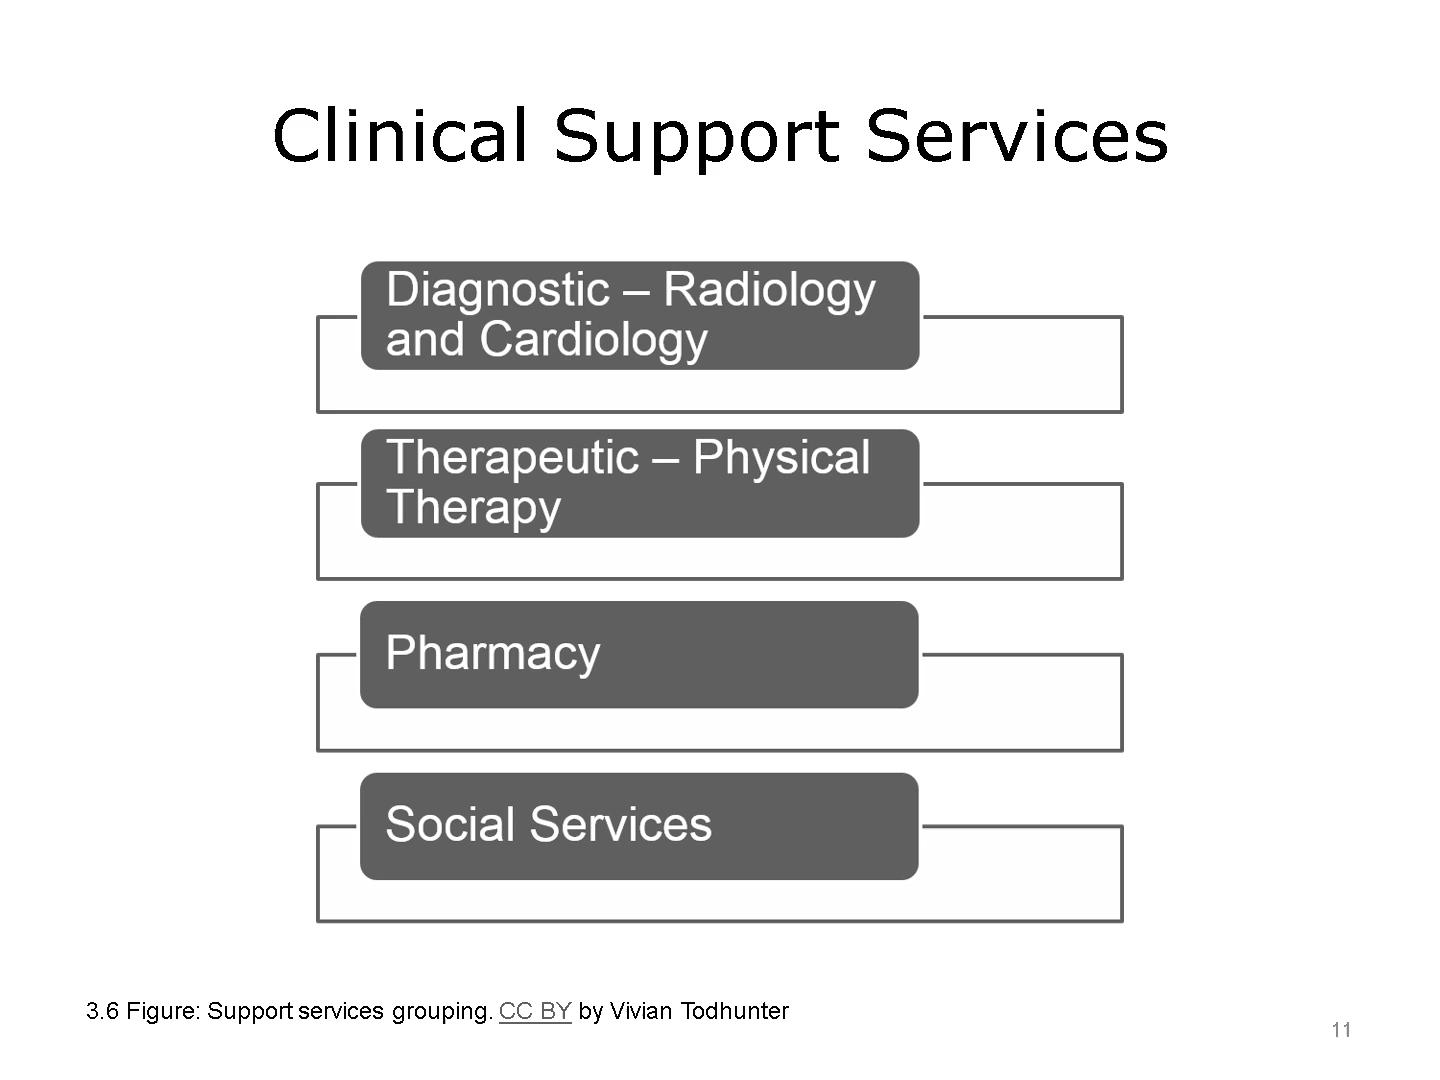 Clinical Support Services
Diagnostic – Radiology
and Cardiology
Therapeutic – Physical
Therapy
Pharmacy
Social Services
3.6 Figure: Support services grouping. CC BY by Vivian Todhunter
11